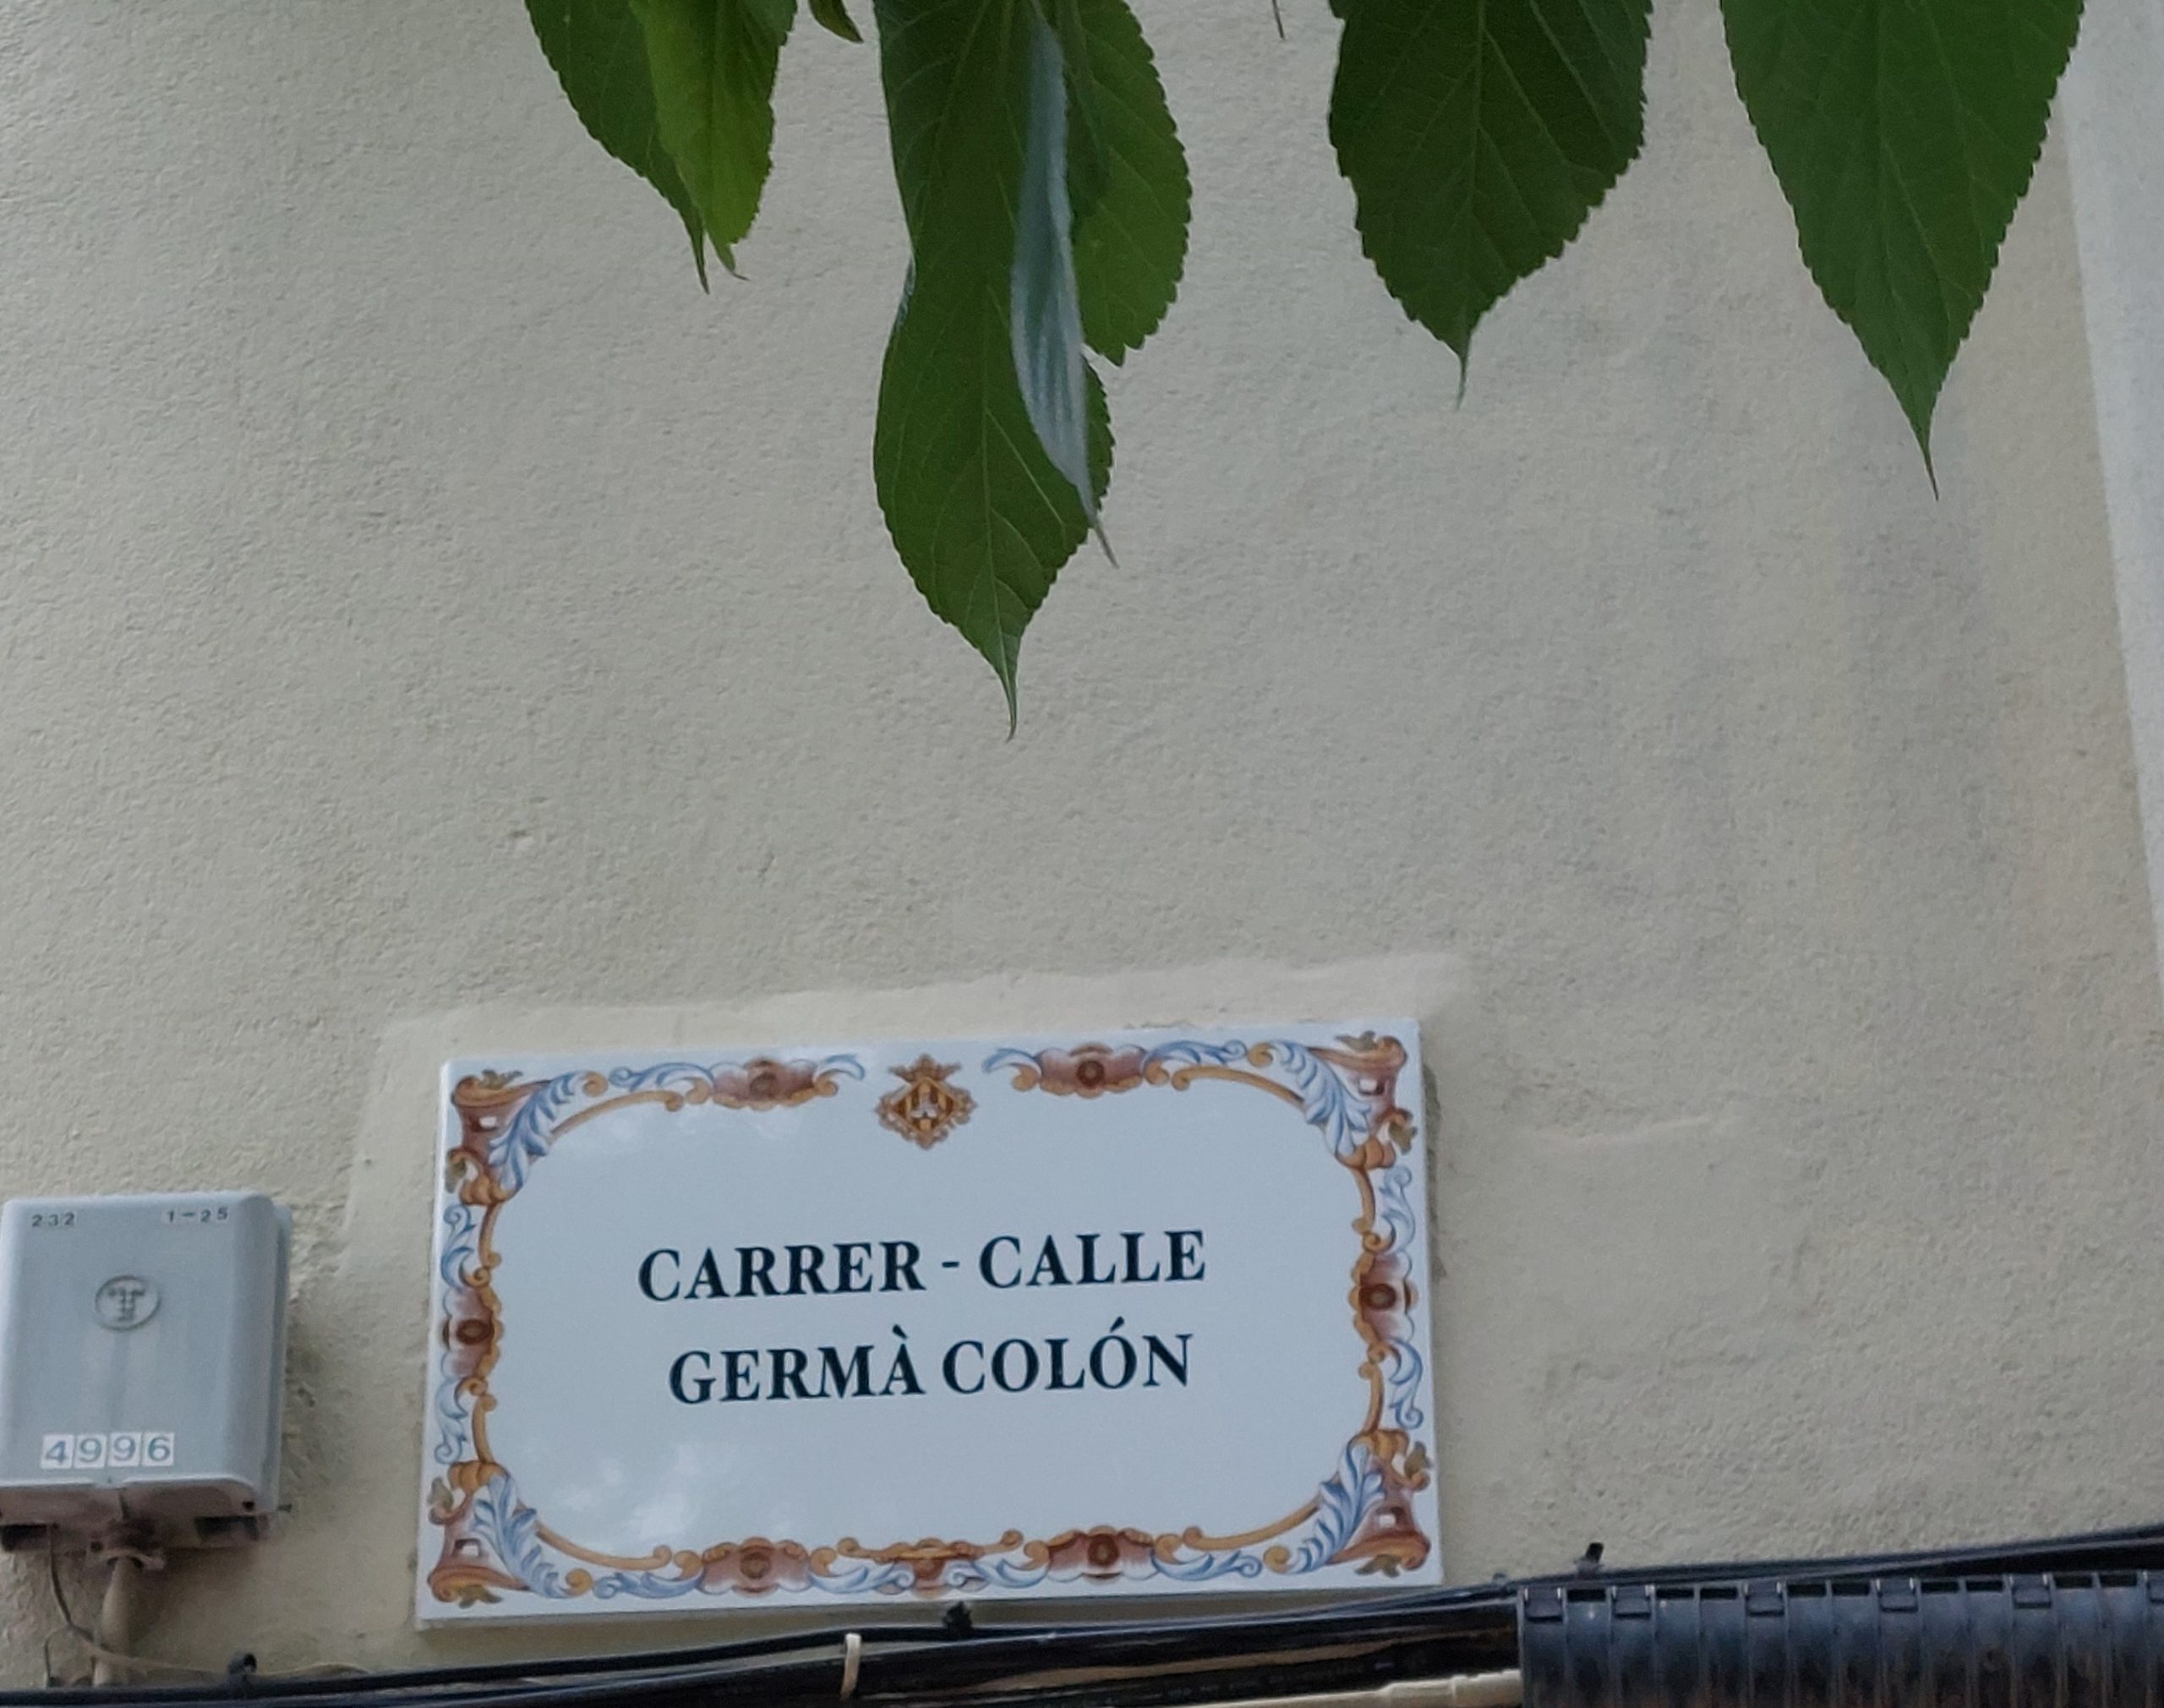 232 1-25
4996
CARRER - CALLE
GERMÀ COLÓN